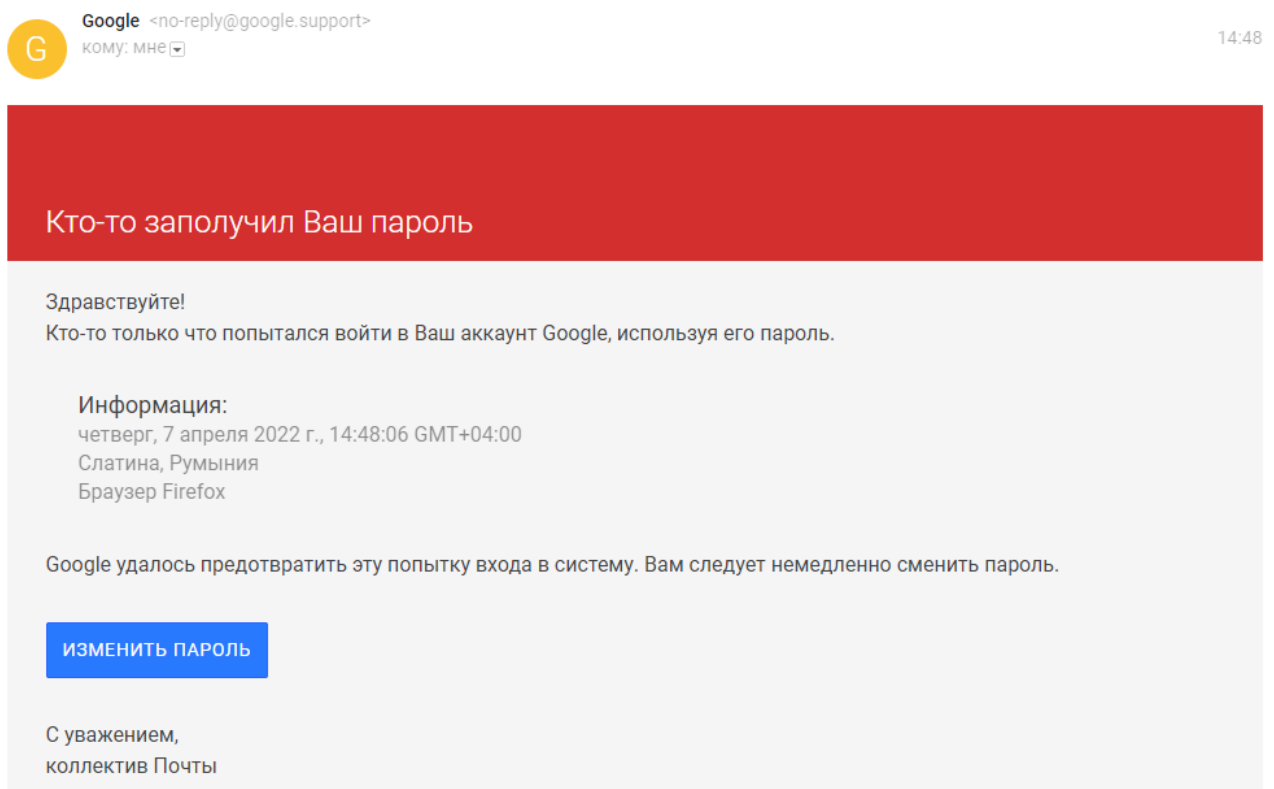 Google <no-reply@google.support>
14:48
G
кому: мне
Кто-то заполучил Ваш пароль
Здравствуйте!
Кто-то только что попытался войти в Ваш аккаунт Google, используя его пароль.
Информация:
четверг, 7 апреля 2022 г., 14:48:06 GMT+04:00
Слатина, Румыния
Браузер Firefox
Google удалось предотвратить эту попытку входа в систему. Вам следует немедленно сменить пароль.
ИЗМЕНИТЬ ПАРОЛЬ
С уважением,
коллектив Почты